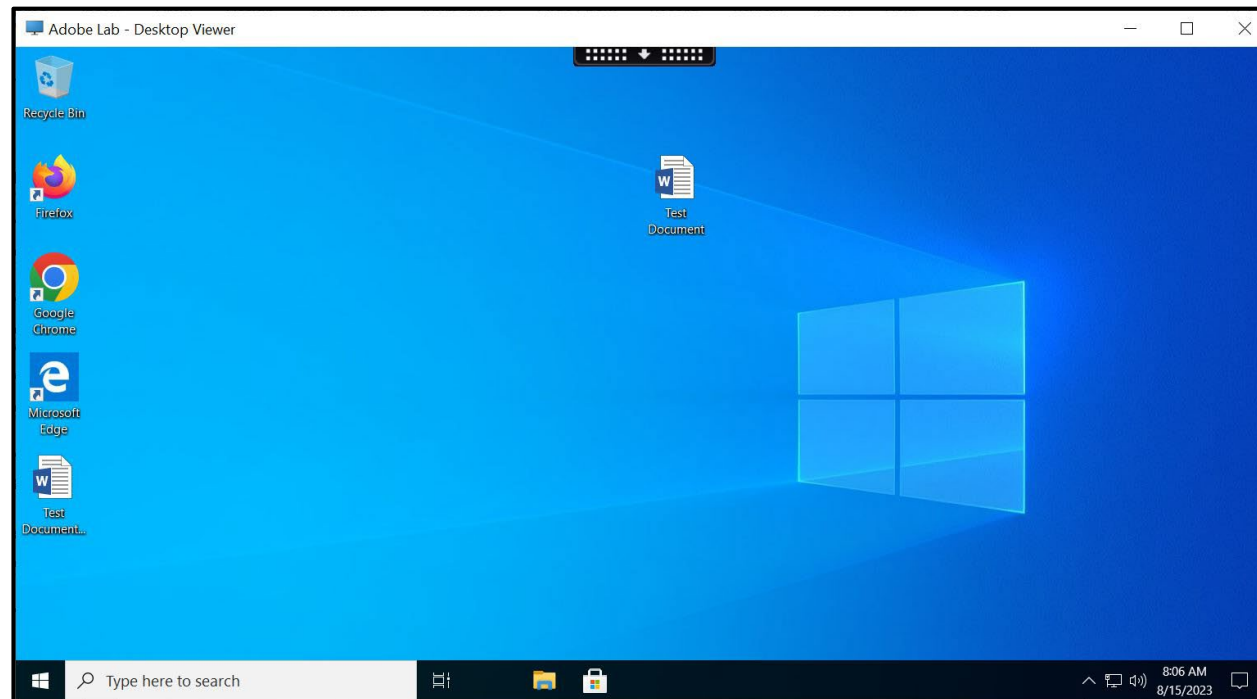 Adobe Lab - Desktop Viewer
Recycle Bin
Firefox
Google
Chrome
Microsoft
Edge
Test
Document...
Test
Document
Type here to search
8:06 AM
8/15/2023